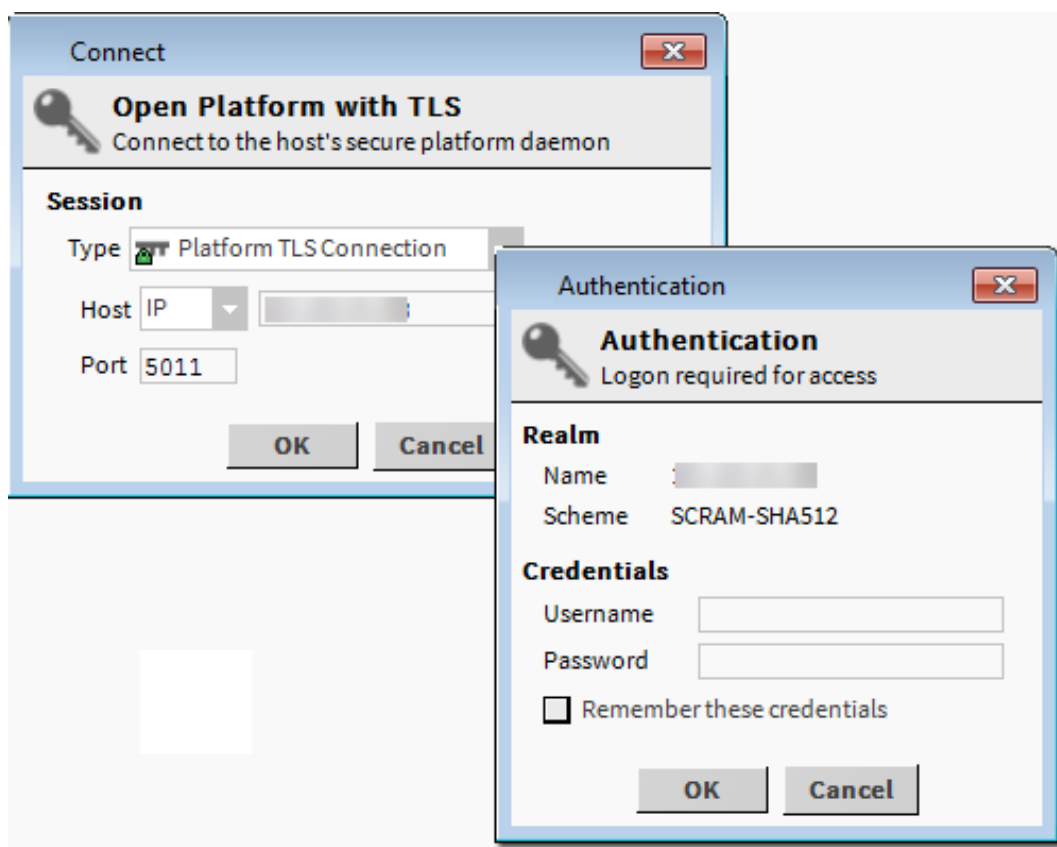 Connect
Open Platform with TLS
Connect to the host's secure platform daemon
Session
Type Platform TLS Connection
Host IP
Port 5011
OK Cancel
Authentication
Authentication
Logon required for access
Realm
Name
Scheme SCRAM-SHA512
Credentials
Username
Password
Remember these credentials
OK Cancel